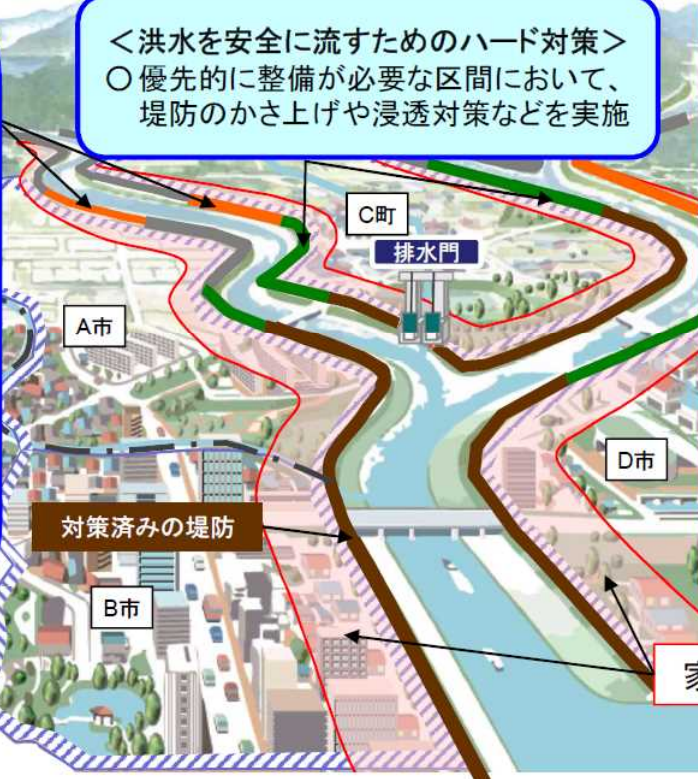 ＜洪水を安全に流すためのハード対策＞
○優先的に整備が必要な区間において、
堤防のかさ上げや浸透対策などを実施
C町
排水門
A市
D市
対策済みの堤防
B市
家